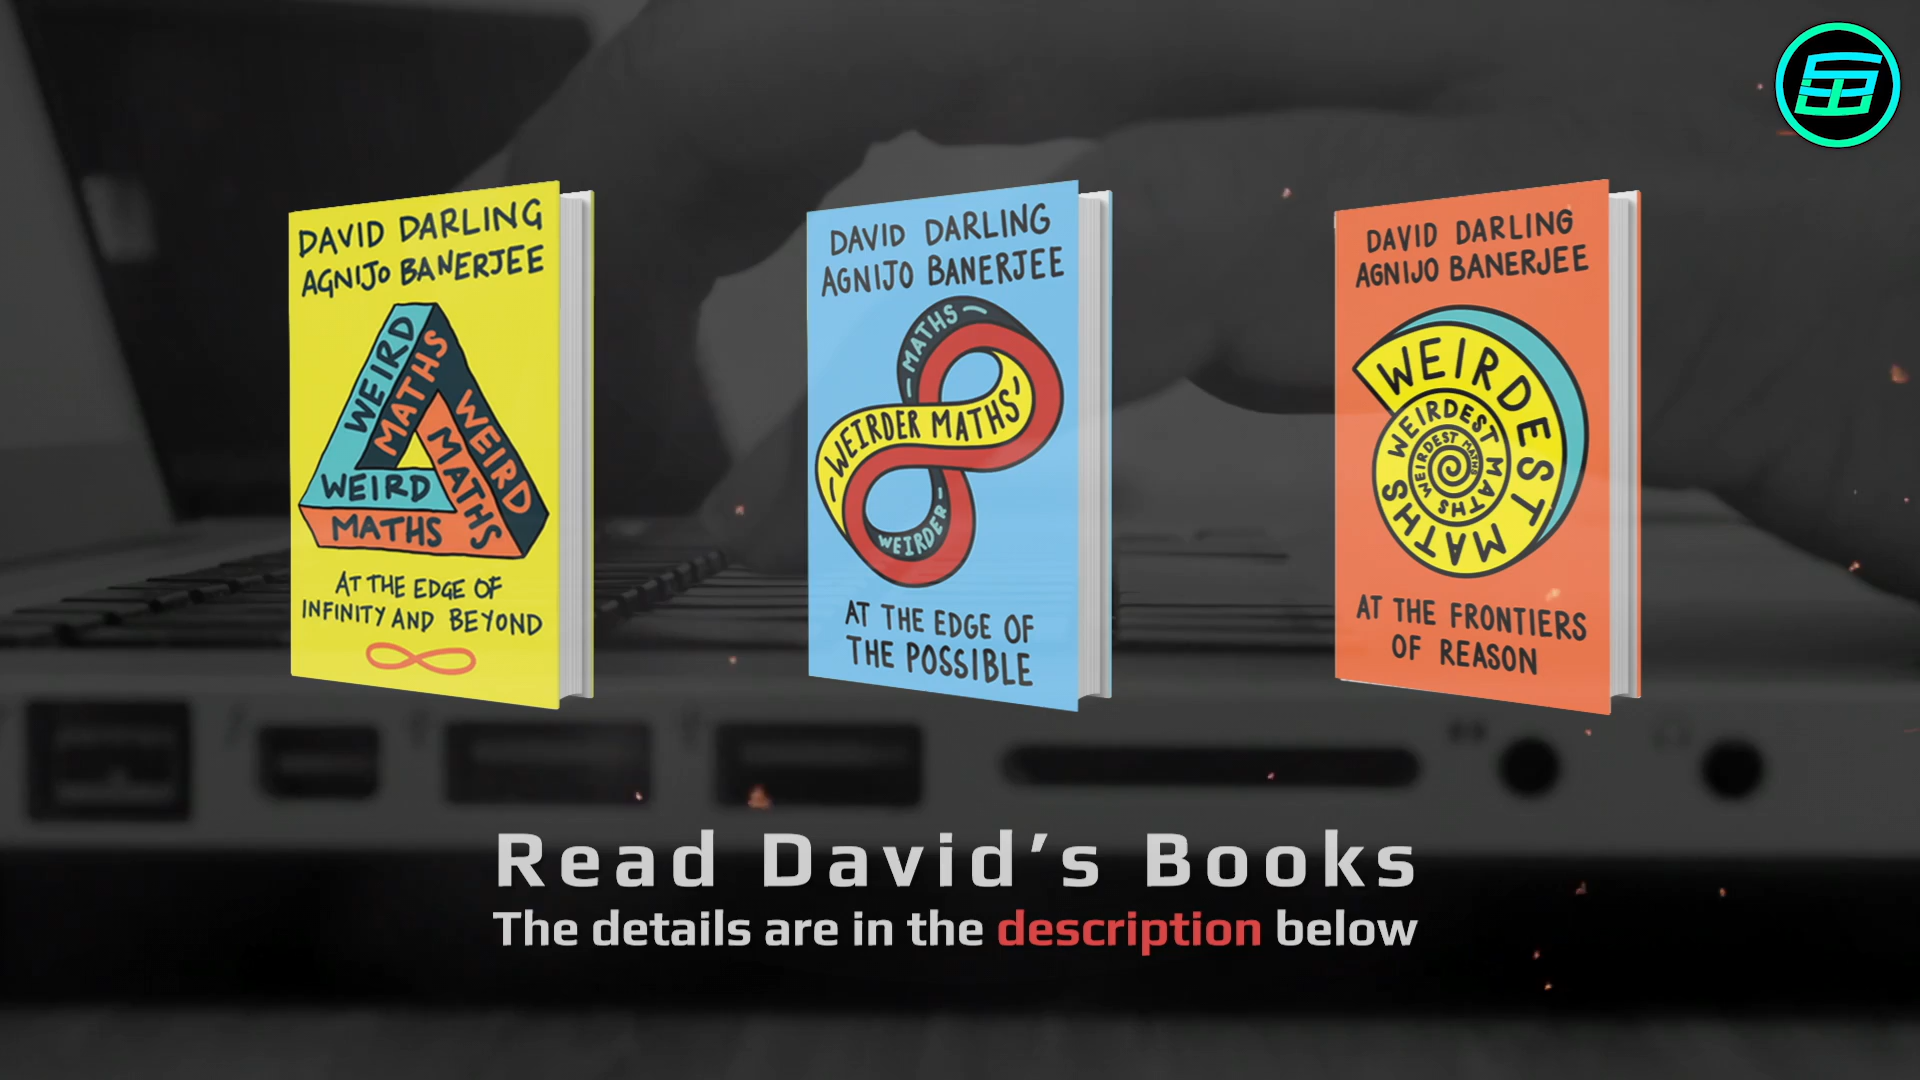 DAVID DARLING
AGNIJO BANERJEE
WEIRD
MATHS
WEIRD
MATHS
WEIRD
MATHS
AT THE EDGE OF
INFINITY AND BEYOND
DAVID DARLING
AGNIJO BANERJEE
MATHS
WEIRDER MATHS
WEIRDER
AT THE EDGE OF
THE POSSIBLE
DAVID DARLING
AGNIJO BANERJEE
WEIRDEST MATHS
WEIRDEST MATHS
WEIRDEST MATHS
AT THE FRONTIERS
OF REASON
Read David’s Books
The details are in the description below